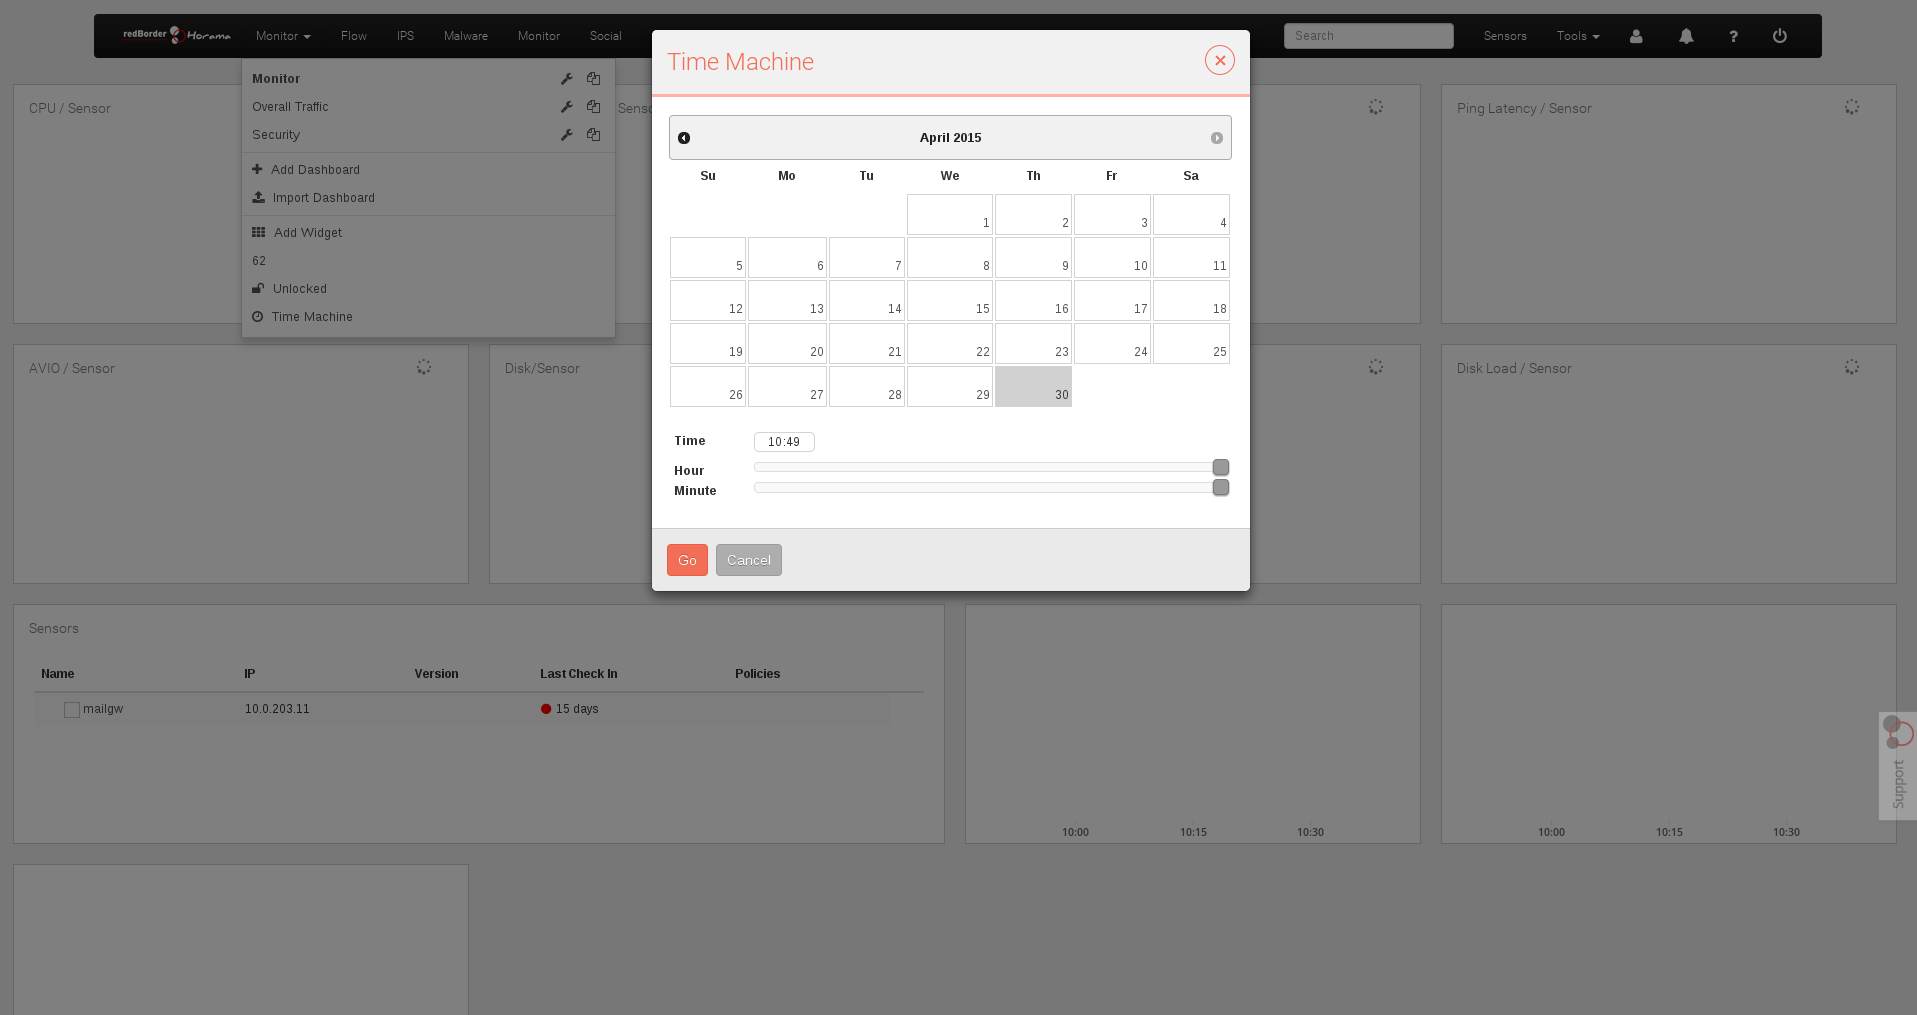 redBorder Horama Monitor Flow IPS Malware Monitor Social Search Sensors Tools ?
Monitor
Overall Traffic
Security
Add Dashboard
Import Dashboard
Add Widget
62
Unlocked
Time Machine
Time Machine
April 2015
Su Mo Tu We Th Fr Sa
1 2 3 4
5 6 7 8 9 10 11
12 13 14 15 16 17 18
19 20 21 22 23 24 25
26 27 28 29 30
Time 10:49
Hour
Minute
Go Cancel
CPU / Sensor
Ping Latency / Sensor
AVIO / Sensor
Disk/Sensor
Disk Load / Sensor
Sensors
Name IP Version Last Check In Policies
mailgw 10.0.203.11 15 days
10:00 10:15 10:30
10:00 10:15 10:30
Support